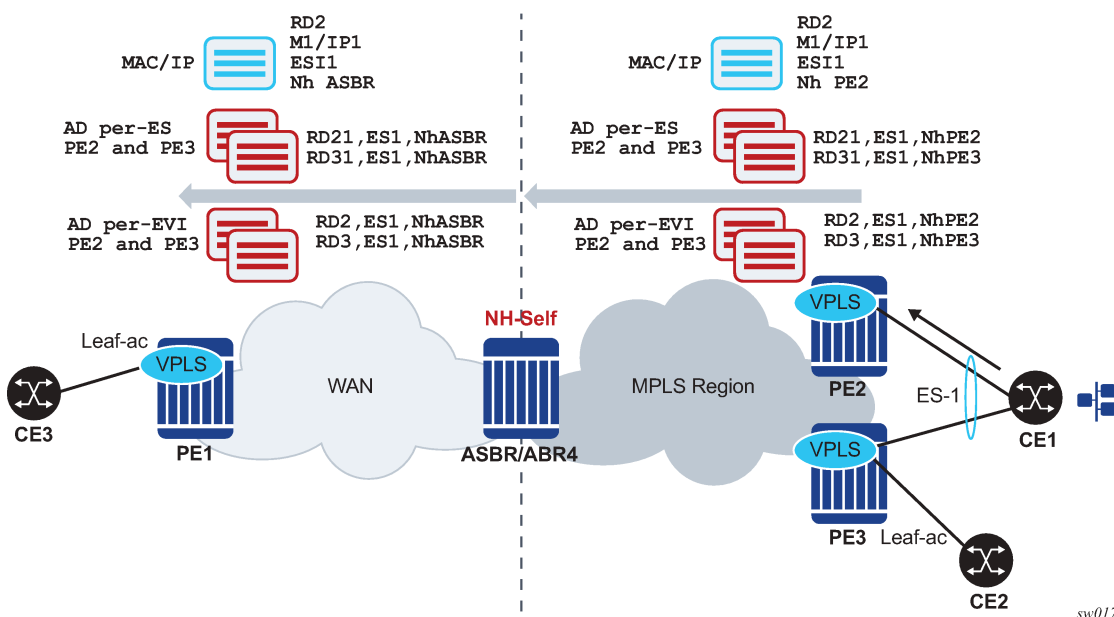 RD2
M1/IP1
ESI1
Nh ASBR
MAC/IP
AD per-ES
PE2 and PE3
RD21,ES1,NhASBR
RD31,ES1,NhASBR
AD per-EVI
PE2 and PE3
RD2,ES1,NhASBR
RD3,ES1,NhASBR
RD2
M1/IP1
ESI1
Nh PE2
MAC/IP
AD per-ES
PE2 and PE3
RD21,ES1,NhPE2
RD31,ES1,NhPE3
AD per-EVI
PE2 and PE3
RD2,ES1,NhPE2
RD3,ES1,NhPE3
NH-Self
Leaf-ac
VPLS
WAN
MPLS Region
VPLS
PE2
ES-1
CE3
PE1
ASBR/ABR4
VPLS
CE1
PE3
Leaf-ac
CE2
sw017